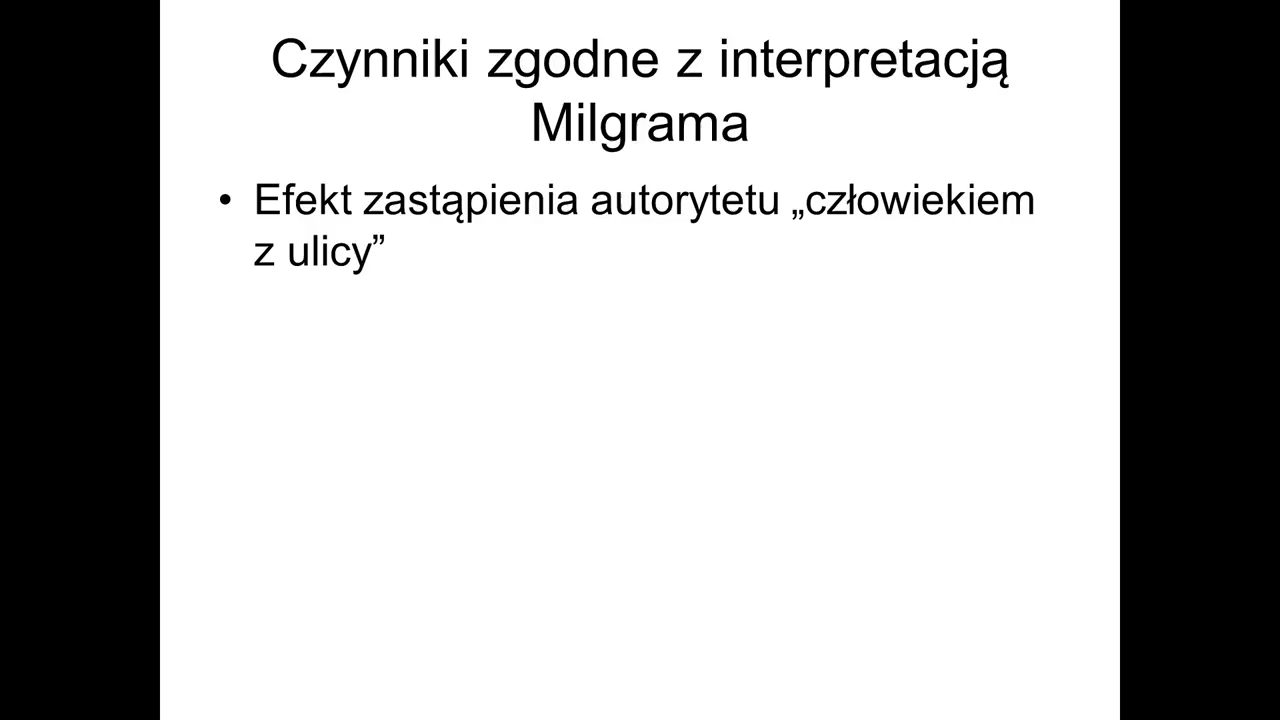 Czynniki zgodne z interpretacją
Milgrama
• Efekt zastąpienia autorytetu „człowiekiem
z ulicy”